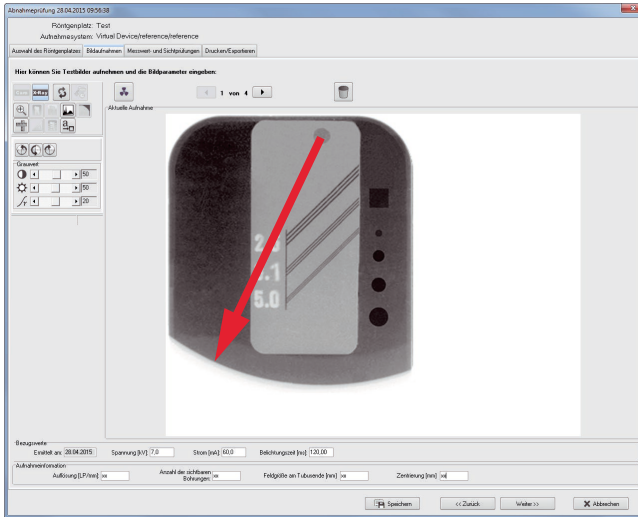 Abnahmeprüfung 28.04.2015 09:56:38
Röntgenplatz: Test
Aufnahmesystem: Virtual Device/reference/reference
Auswahl des Röntgenplatzes Bildaufnahmen Messwert- und Sichtprüfungen Drucken/Exportieren
Hier können Sie Testbilder aufnehmen und die Bildparameter eingeben:
X-Ray
1 von 4
Aktuelle Aufnahme
Grauwert
50
50
20
5.0
Bezugswerte
Ermittelt am: 28.04.2015 Spannung [kV]: 7,0 Strom [mA]: 60,0 Belichtungszeit [ms]: 120,00
Aufnahmeinformation
Auflösung [LP/mm]: xx Anzahl der sichtbaren Bohrungen: xx Feldgröße am Tubusende [mm]: xx Zentrierung [mm]: xx
Speichern << Zurück Weiter >> Abbrechen